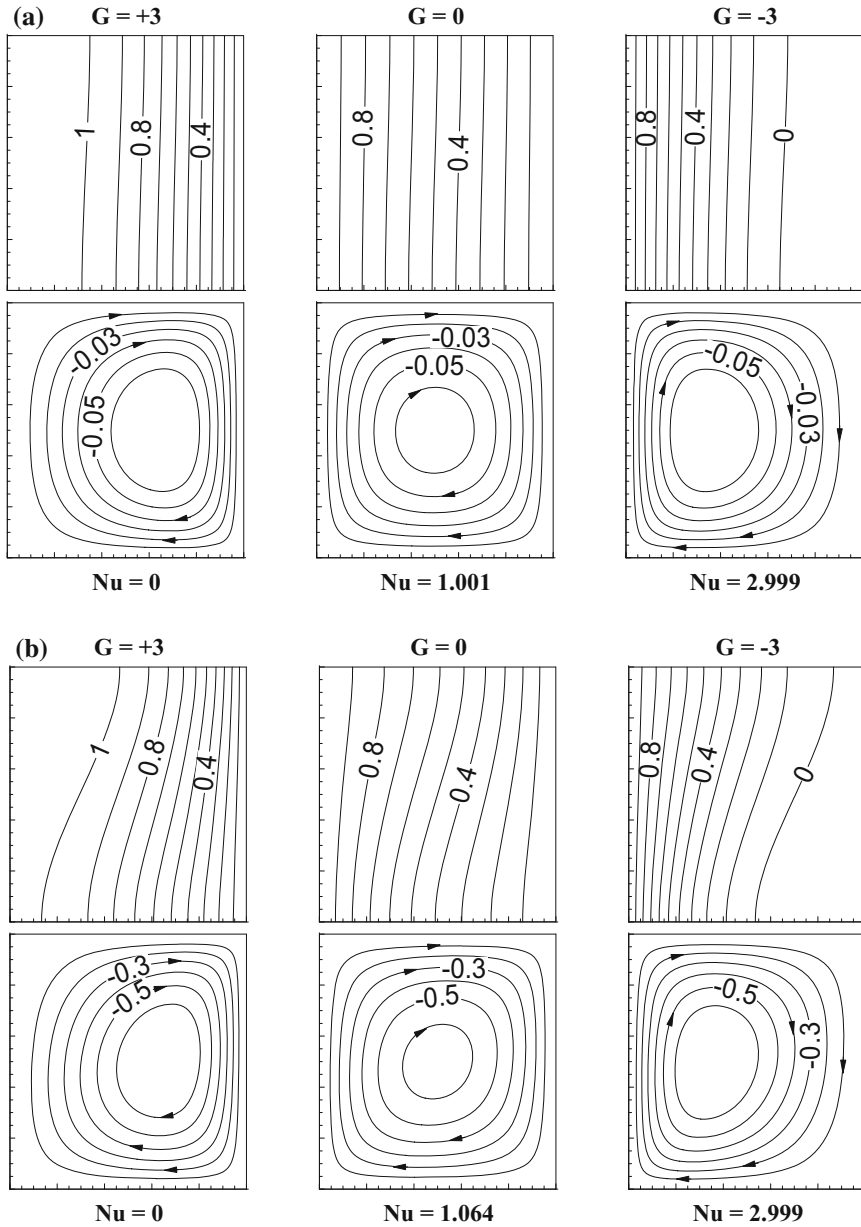 (a) G = +3 G = 0 G = -3
1 0.8 0.4 0.8 0.4 0.8 0.4 0
-0.03 -0.05 -0.03 -0.05 -0.05 -0.03
Nu = 0 Nu = 1.001 Nu = 2.999
(b) G = +3 G = 0 G = -3
1 0.8 0.4 0.8 0.4 0.8 0.4 0
-0.3 -0.5 -0.3 -0.5 -0.5 -0.3
Nu = 0 Nu = 1.064 Nu = 2.999